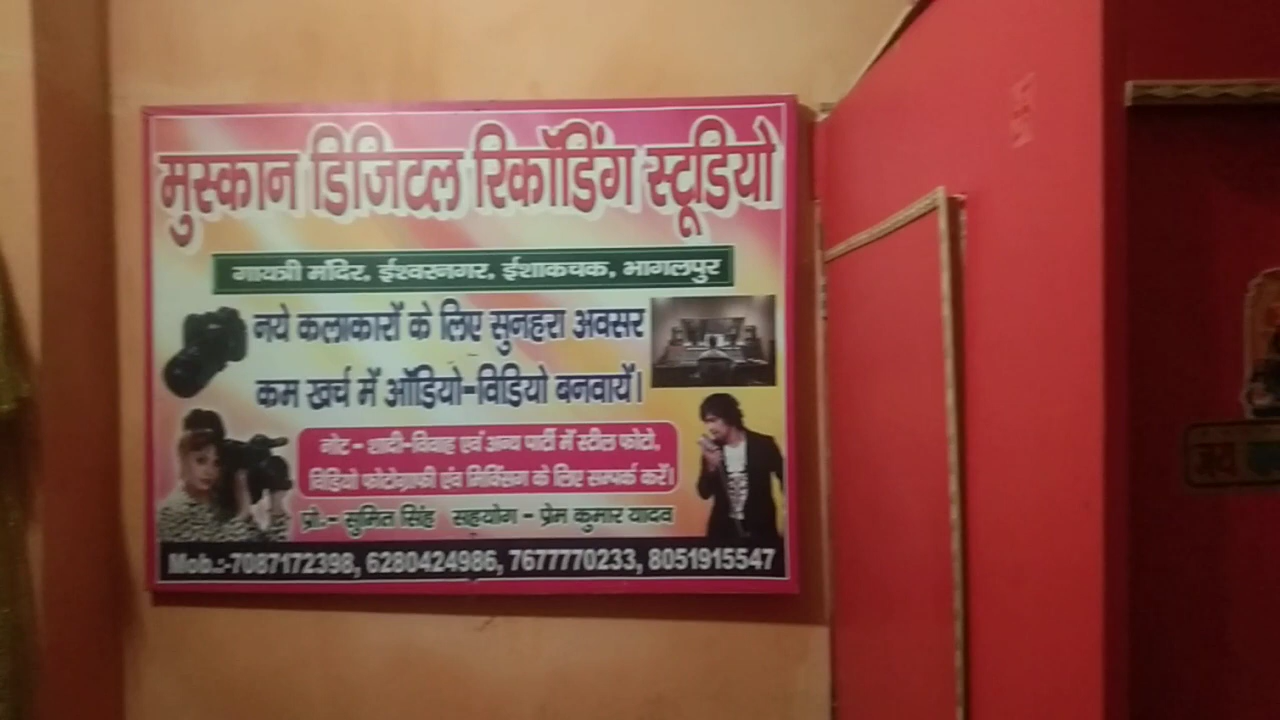 मुस्कान डिजिटल रिकॉडिंग स्टूडियो
गायत्री मंदिर, ईश्वरनगर, ईशाकचक, भागलपुर
नये कलाकारों के लिए सुनहरा अवसर
कम खर्च में ऑडियो-विडियो बनवायें।
नोट - शादी-विवाह एवं अन्य पार्टी में स्टील फोटो,
विडियो फोटोग्राफी एंव मिक्सिंग के लिए सम्पर्क करें।
प्रो.- सुमित सिंह सहयोग - प्रेम कुमार यादव
Mob.:-7087172398, 6280424986, 7677770233, 8051915547
जय